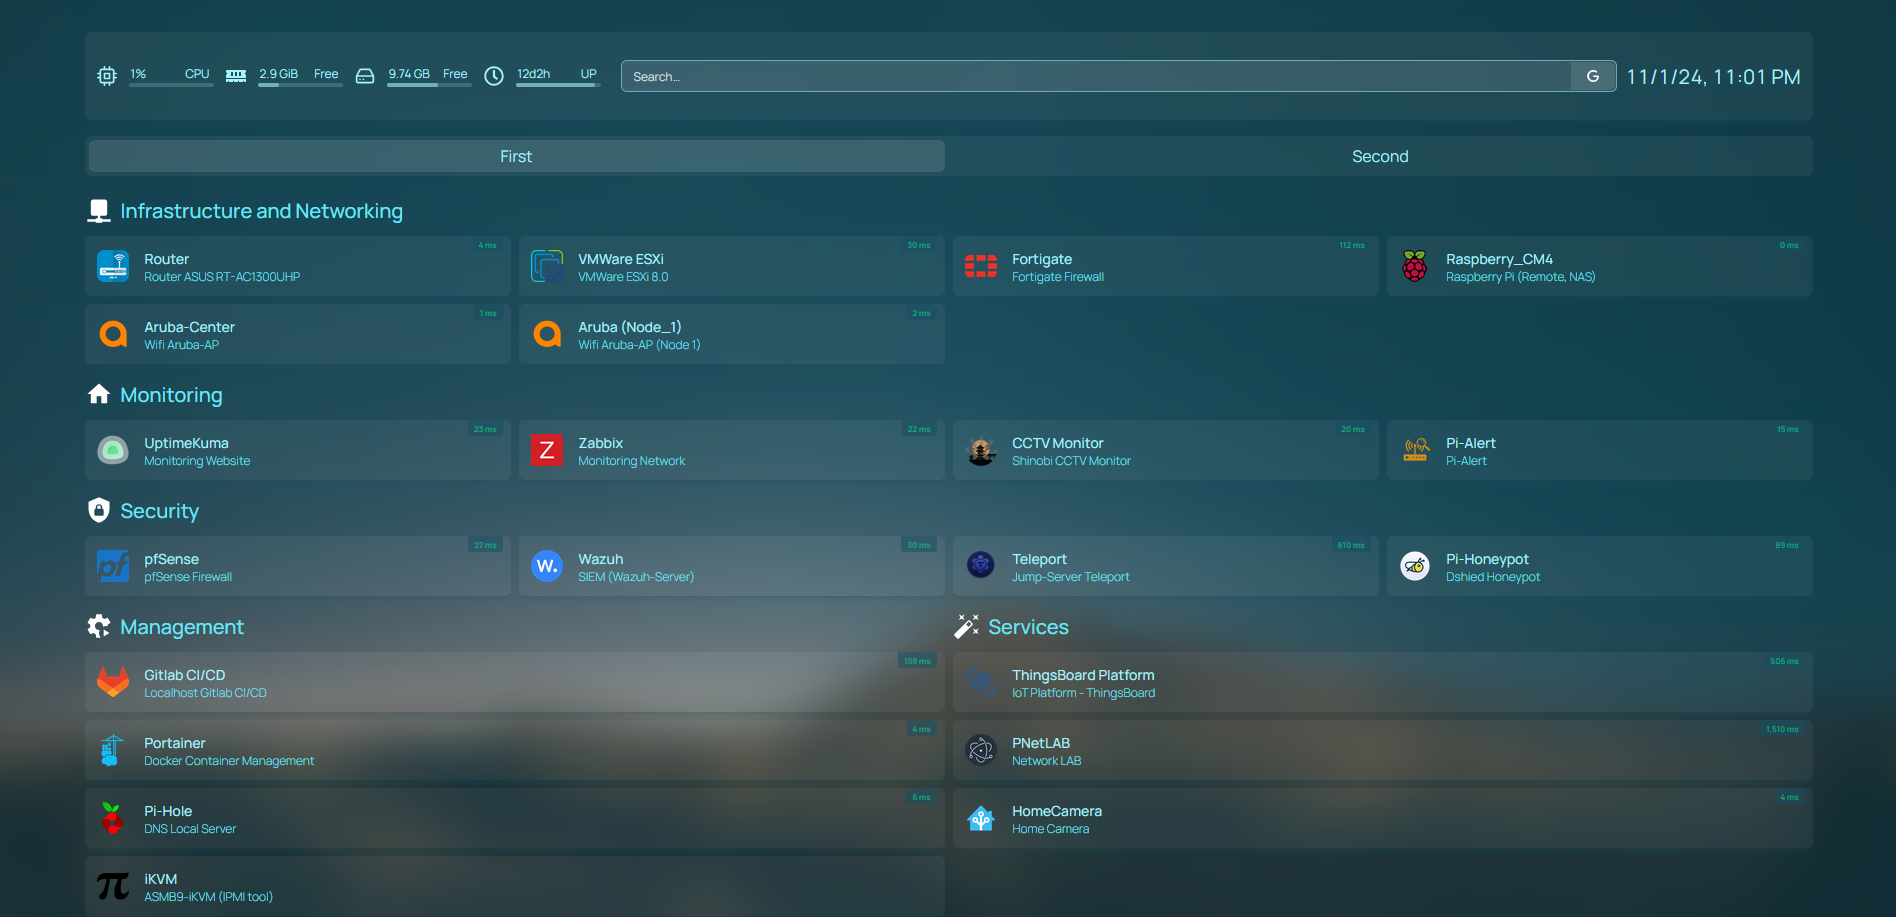 1% CPU
2.9 GiB Free
9.74 GB Free
12d2h UP
Search...
G
11/1/24, 11:01 PM
First
Second
Infrastructure and Networking
4 ms
Router
Router ASUS RT-AC1300UHP
30 ms
VMWare ESXi
VMWare ESXi 8.0
112 ms
Fortigate
Fortigate Firewall
0 ms
Raspberry_CM4
Raspberry Pi (Remote, NAS)
1 ms
Aruba-Center
Wifi Aruba-AP
2 ms
Aruba (Node_1)
Wifi Aruba-AP (Node 1)
Monitoring
23 ms
UptimeKuma
Monitoring Website
22 ms
Z
Zabbix
Monitoring Network
20 ms
CCTV Monitor
Shinobi CCTV Monitor
15 ms
Pi-Alert
Pi-Alert
Security
27 ms
pf
pfSense
pfSense Firewall
30 ms
W.
Wazuh
SIEM (Wazuh-Server)
610 ms
Teleport
Jump-Server Teleport
89 ms
Pi-Honeypot
Dshied Honeypot
Management
158 ms
Gitlab CI/CD
Localhost Gitlab CI/CD
4 ms
Portainer
Docker Container Management
6 ms
Pi-Hole
DNS Local Server
π
iKVM
ASMB9-iKVM (IPMI tool)
Services
506 ms
ThingsBoard Platform
IoT Platform - ThingsBoard
1,510 ms
PNetLAB
Network LAB
4 ms
HomeCamera
Home Camera